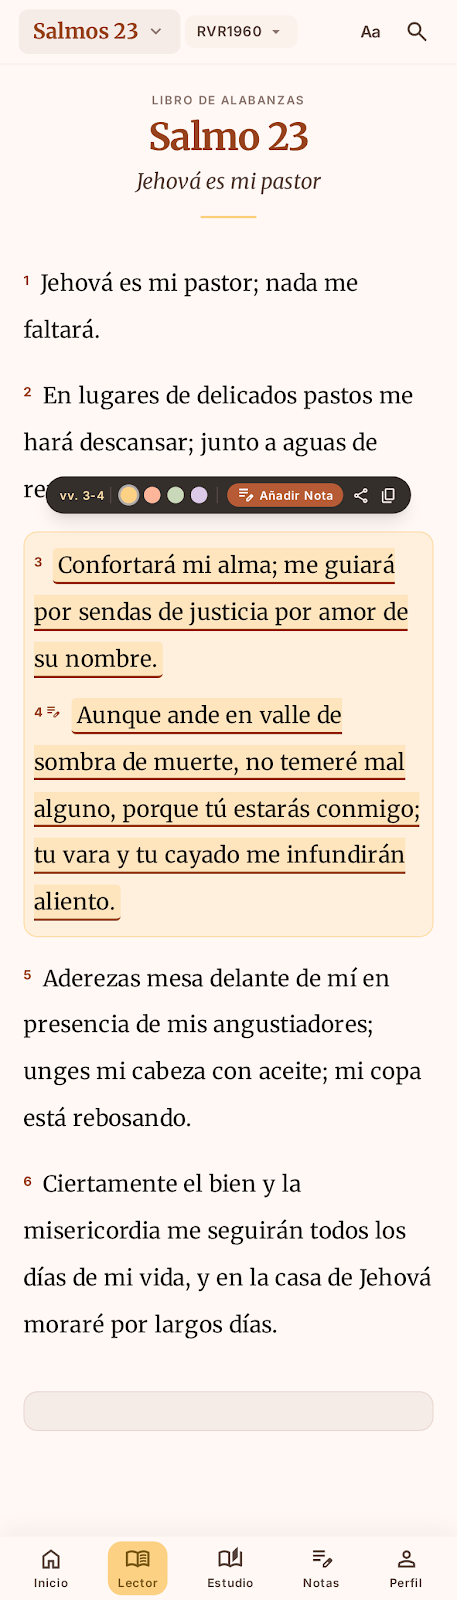 Salmos 23
RVR1960
Aa
LIBRO DE ALABANZAS
Salmo 23
Jehová es mi pastor
1 Jehová es mi pastor; nada me
faltará.
2 En lugares de delicados pastos me
hará descansar; junto a aguas de
vv. 3-4
Añadir Nota
3 Confortará mi alma; me guiará
por sendas de justicia por amor de
su nombre.
4 Aunque ande en valle de
sombra de muerte, no temeré mal
alguno, porque tú estarás conmigo;
tu vara y tu cayado me infundirán
aliento.
5 Aderezas mesa delante de mí en
presencia de mis angustiadores;
unges mi cabeza con aceite; mi copa
está rebosando.
6 Ciertamente el bien y la
misericordia me seguirán todos los
días de mi vida, y en la casa de Jehová
moraré por largos días.
Inicio
Lector
Estudio
Notas
Perfil